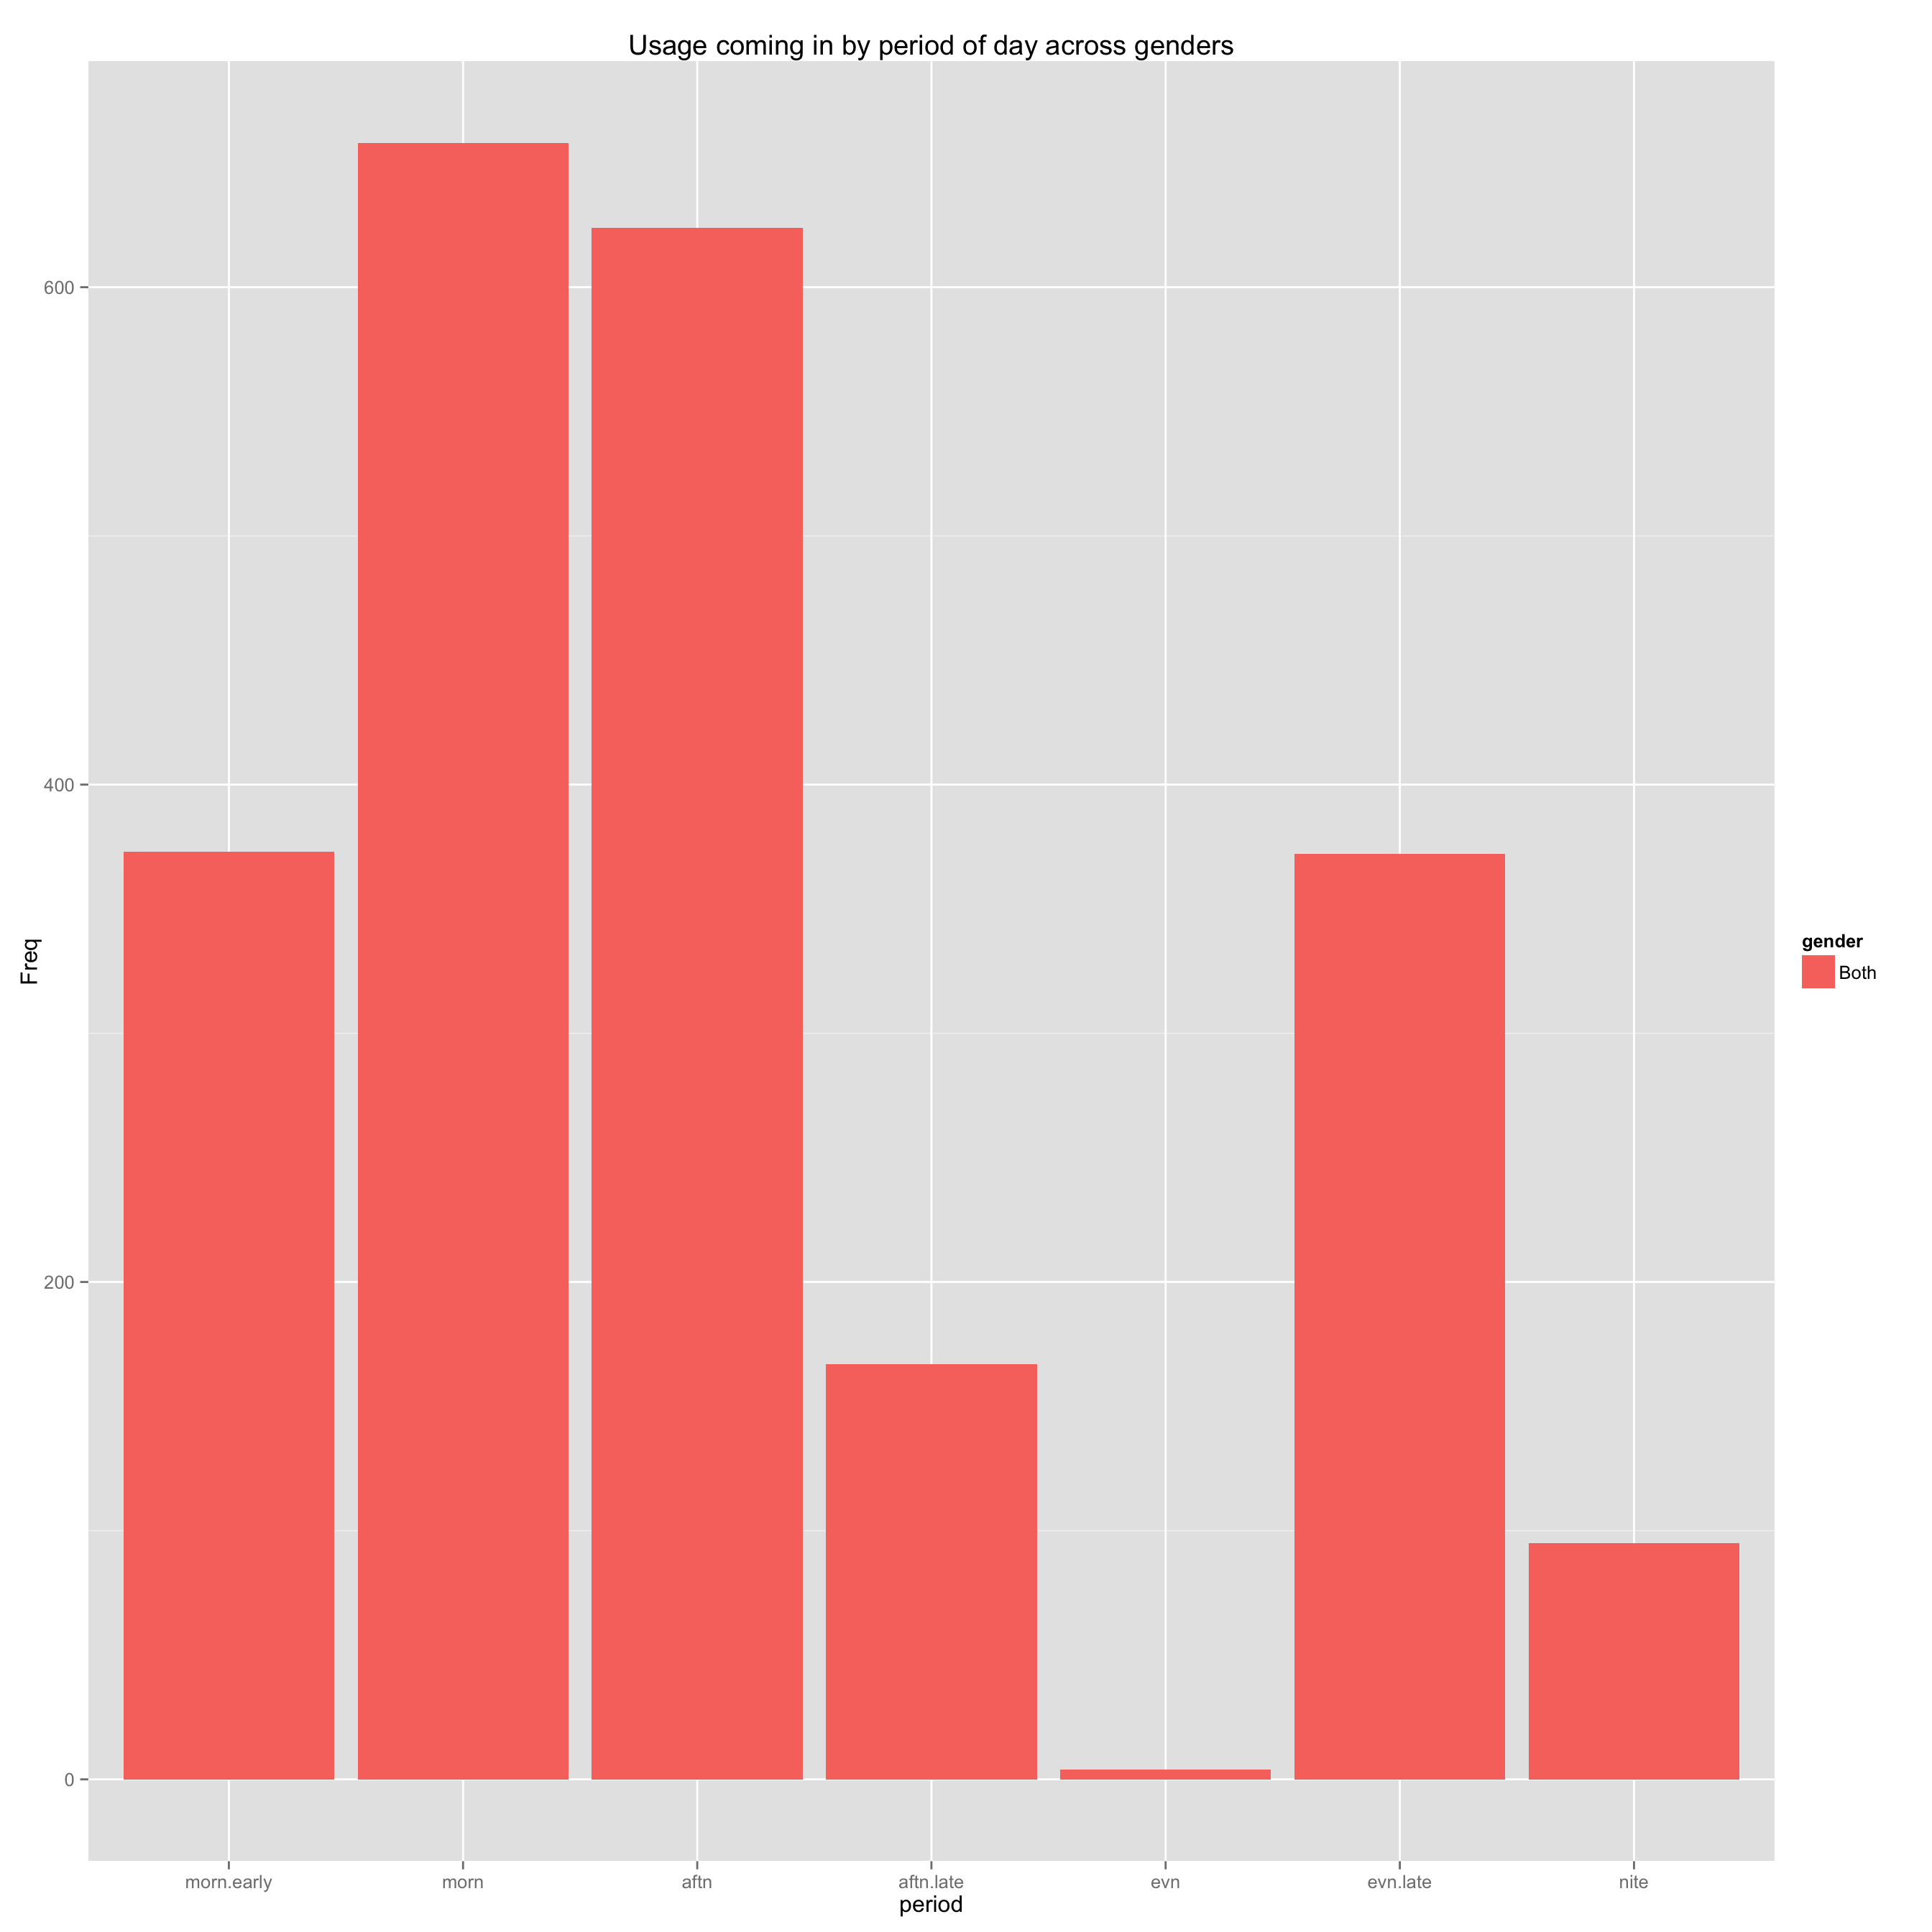 Usage coming in by period of day across genders
600
400
200
0
Freq
morn.early
morn
aftn
aftn.late
evn
evn.late
nite
period
gender
Both